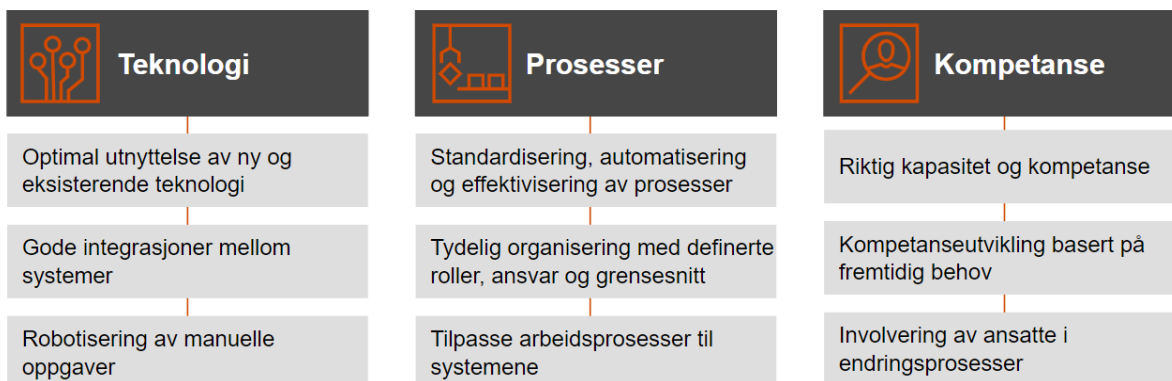 Teknologi
Optimal utnyttelse av ny og
eksisterende teknologi
Gode integrasjoner mellom
systemer
Robotisering av manuelle
oppgaver
Prosesser
Standardisering, automatisering
og effektivisering av prosesser
Tydelig organisering med definerte
roller, ansvar og grensesnitt
Tilpasse arbeidsprosesser til
systemene
Kompetanse
Riktig kapasitet og kompetanse
Kompetanseutvikling basert på
fremtidig behov
Involvering av ansatte i
endringsprosesser